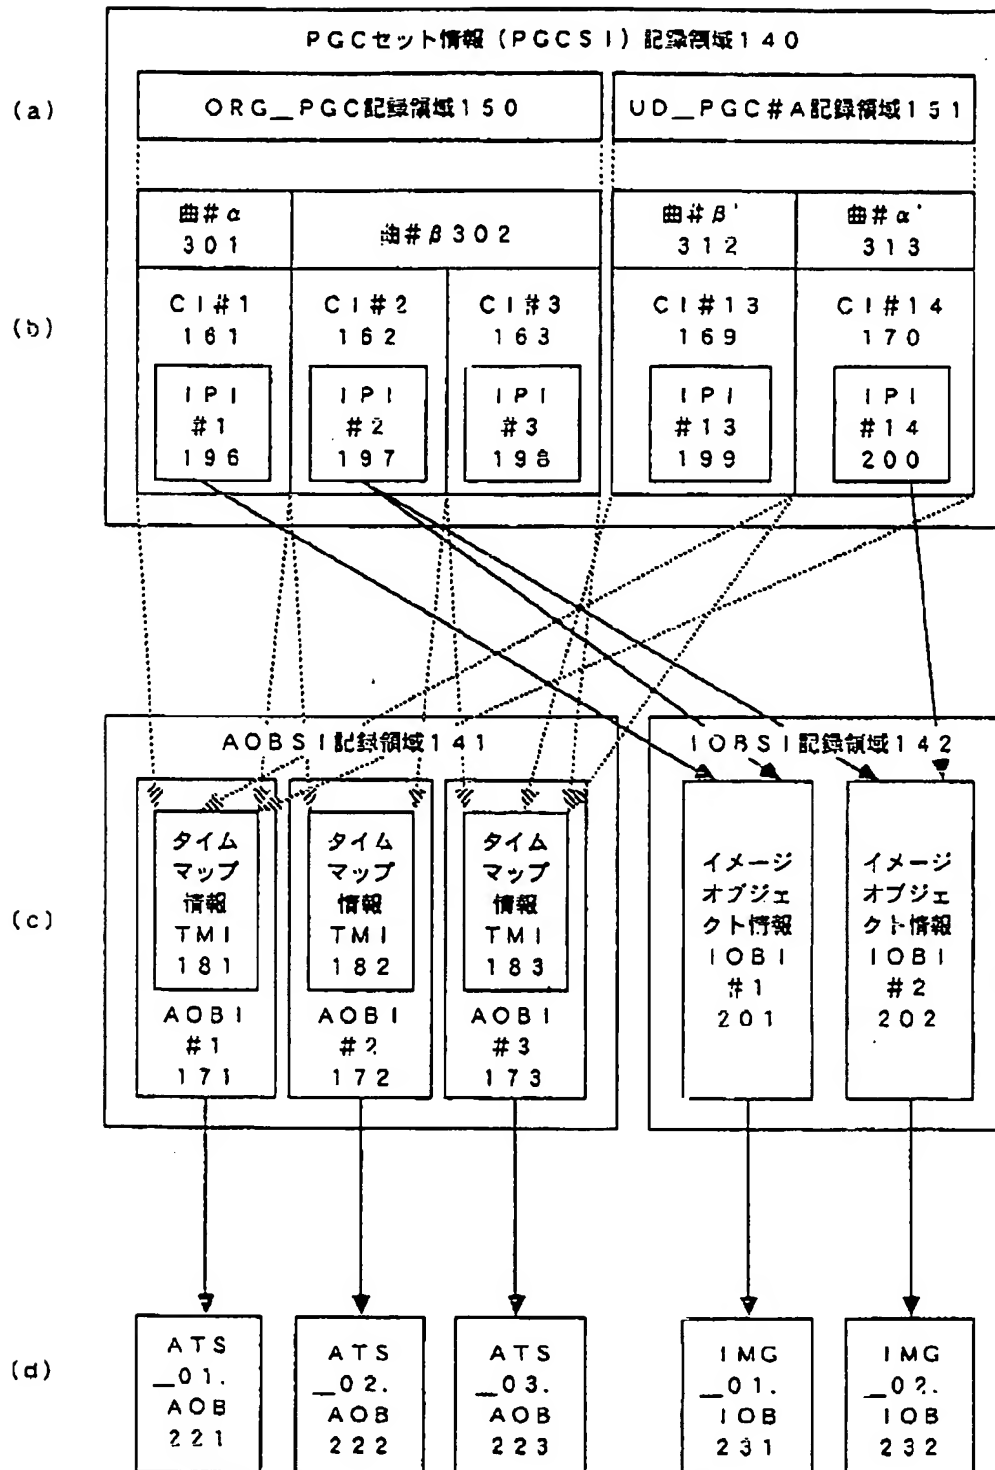 PGCセット情報(PGCSI)記録領域140
(a)
ORG__PGC記録領域150
UD__PGC#A記録領域151
曲#α
301
曲#β302
曲#β'
312
曲#α'
313
(b)
CI#1
161
CI#2
162
CI#3
163
CI#13
169
CI#14
170
IPI
#1
196
IPI
#2
197
IPI
#3
198
IPI
#13
199
IPI
#14
200
AOBSI記録領域141
IOBSI記録領域142
(c)
タイム
マップ
情報
TMI
181
タイム
マップ
情報
TMI
182
タイム
マップ
情報
TMI
183
AOBI
#1
171
AOBI
#2
172
AOBI
#3
173
イメージ
オブジェ
クト情報
IOBI
#1
201
イメージ
オブジェ
クト情報
IOBI
#2
202
(d)
ATS
__01.
AOB
221
ATS
__02.
AOB
222
ATS
__03.
AOB
223
IMG
__01.
IOB
231
IMG
__02.
IOB
232